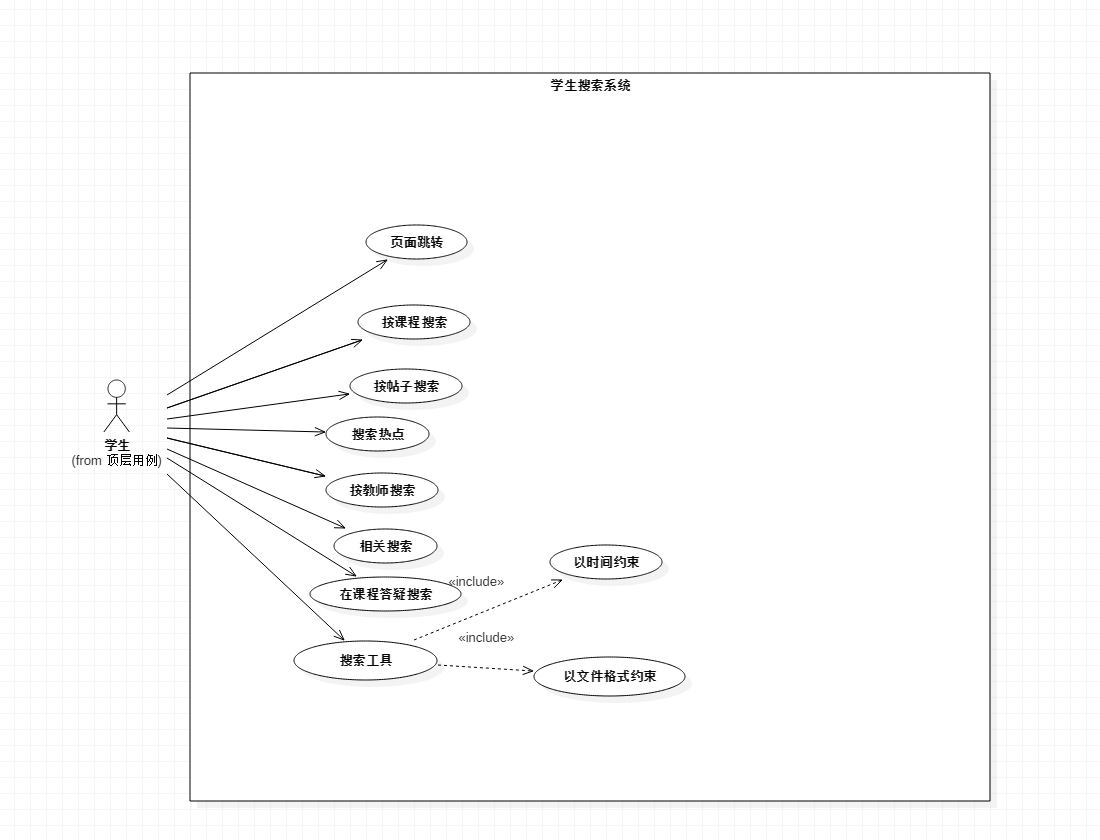 学生搜索系统
页面跳转
按课程搜索
按帖子搜索
搜索热点
学生
(from 顶层用例)
按教师搜索
相关搜索
以时间约束
«include»
在课程答疑搜索
«include»
搜索工具
以文件格式约束